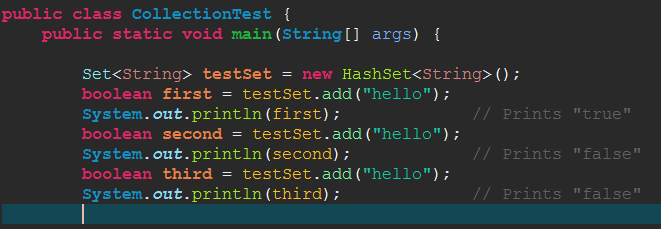 public class CollectionTest {
    public static void main(String[] args) {
        Set<String> testSet = new HashSet<String>();
        boolean first = testSet.add("hello");
        System.out.println(first);             // Prints "true"
        boolean second = testSet.add("hello");
        System.out.println(second);            // Prints "false"
        boolean third = testSet.add("hello");
        System.out.println(third);             // Prints "false"